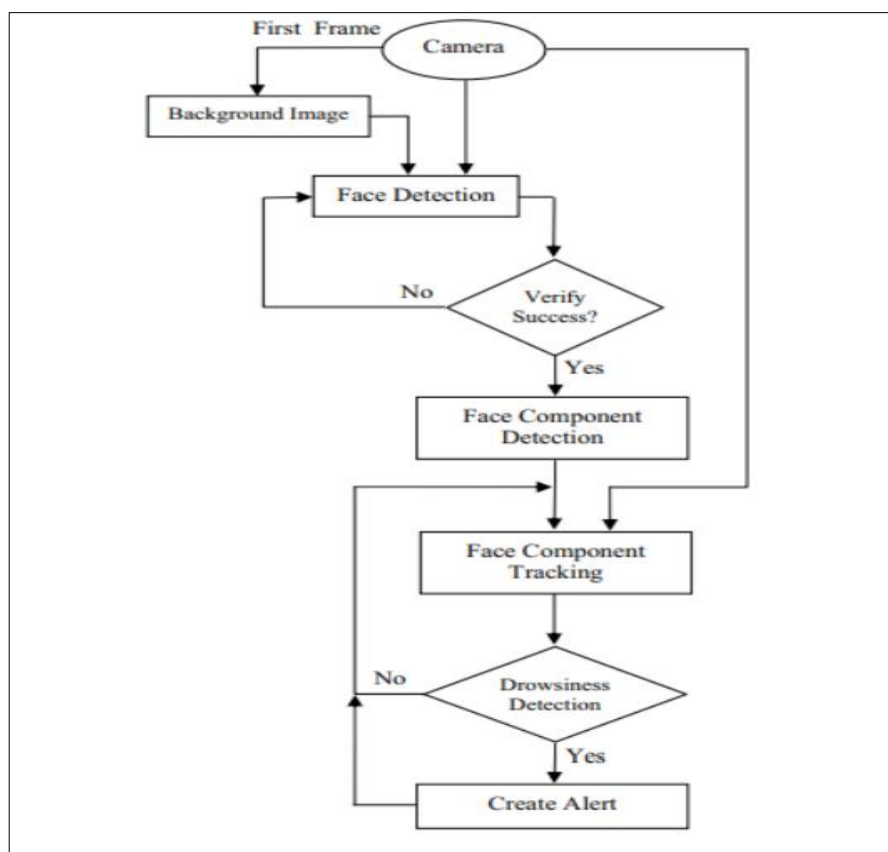 First Frame
Camera
Background Image
Face Detection
No
Verify
Success?
Yes
Face Component
Detection
Face Component
Tracking
No
Drowsiness
Detection
Yes
Create Alert